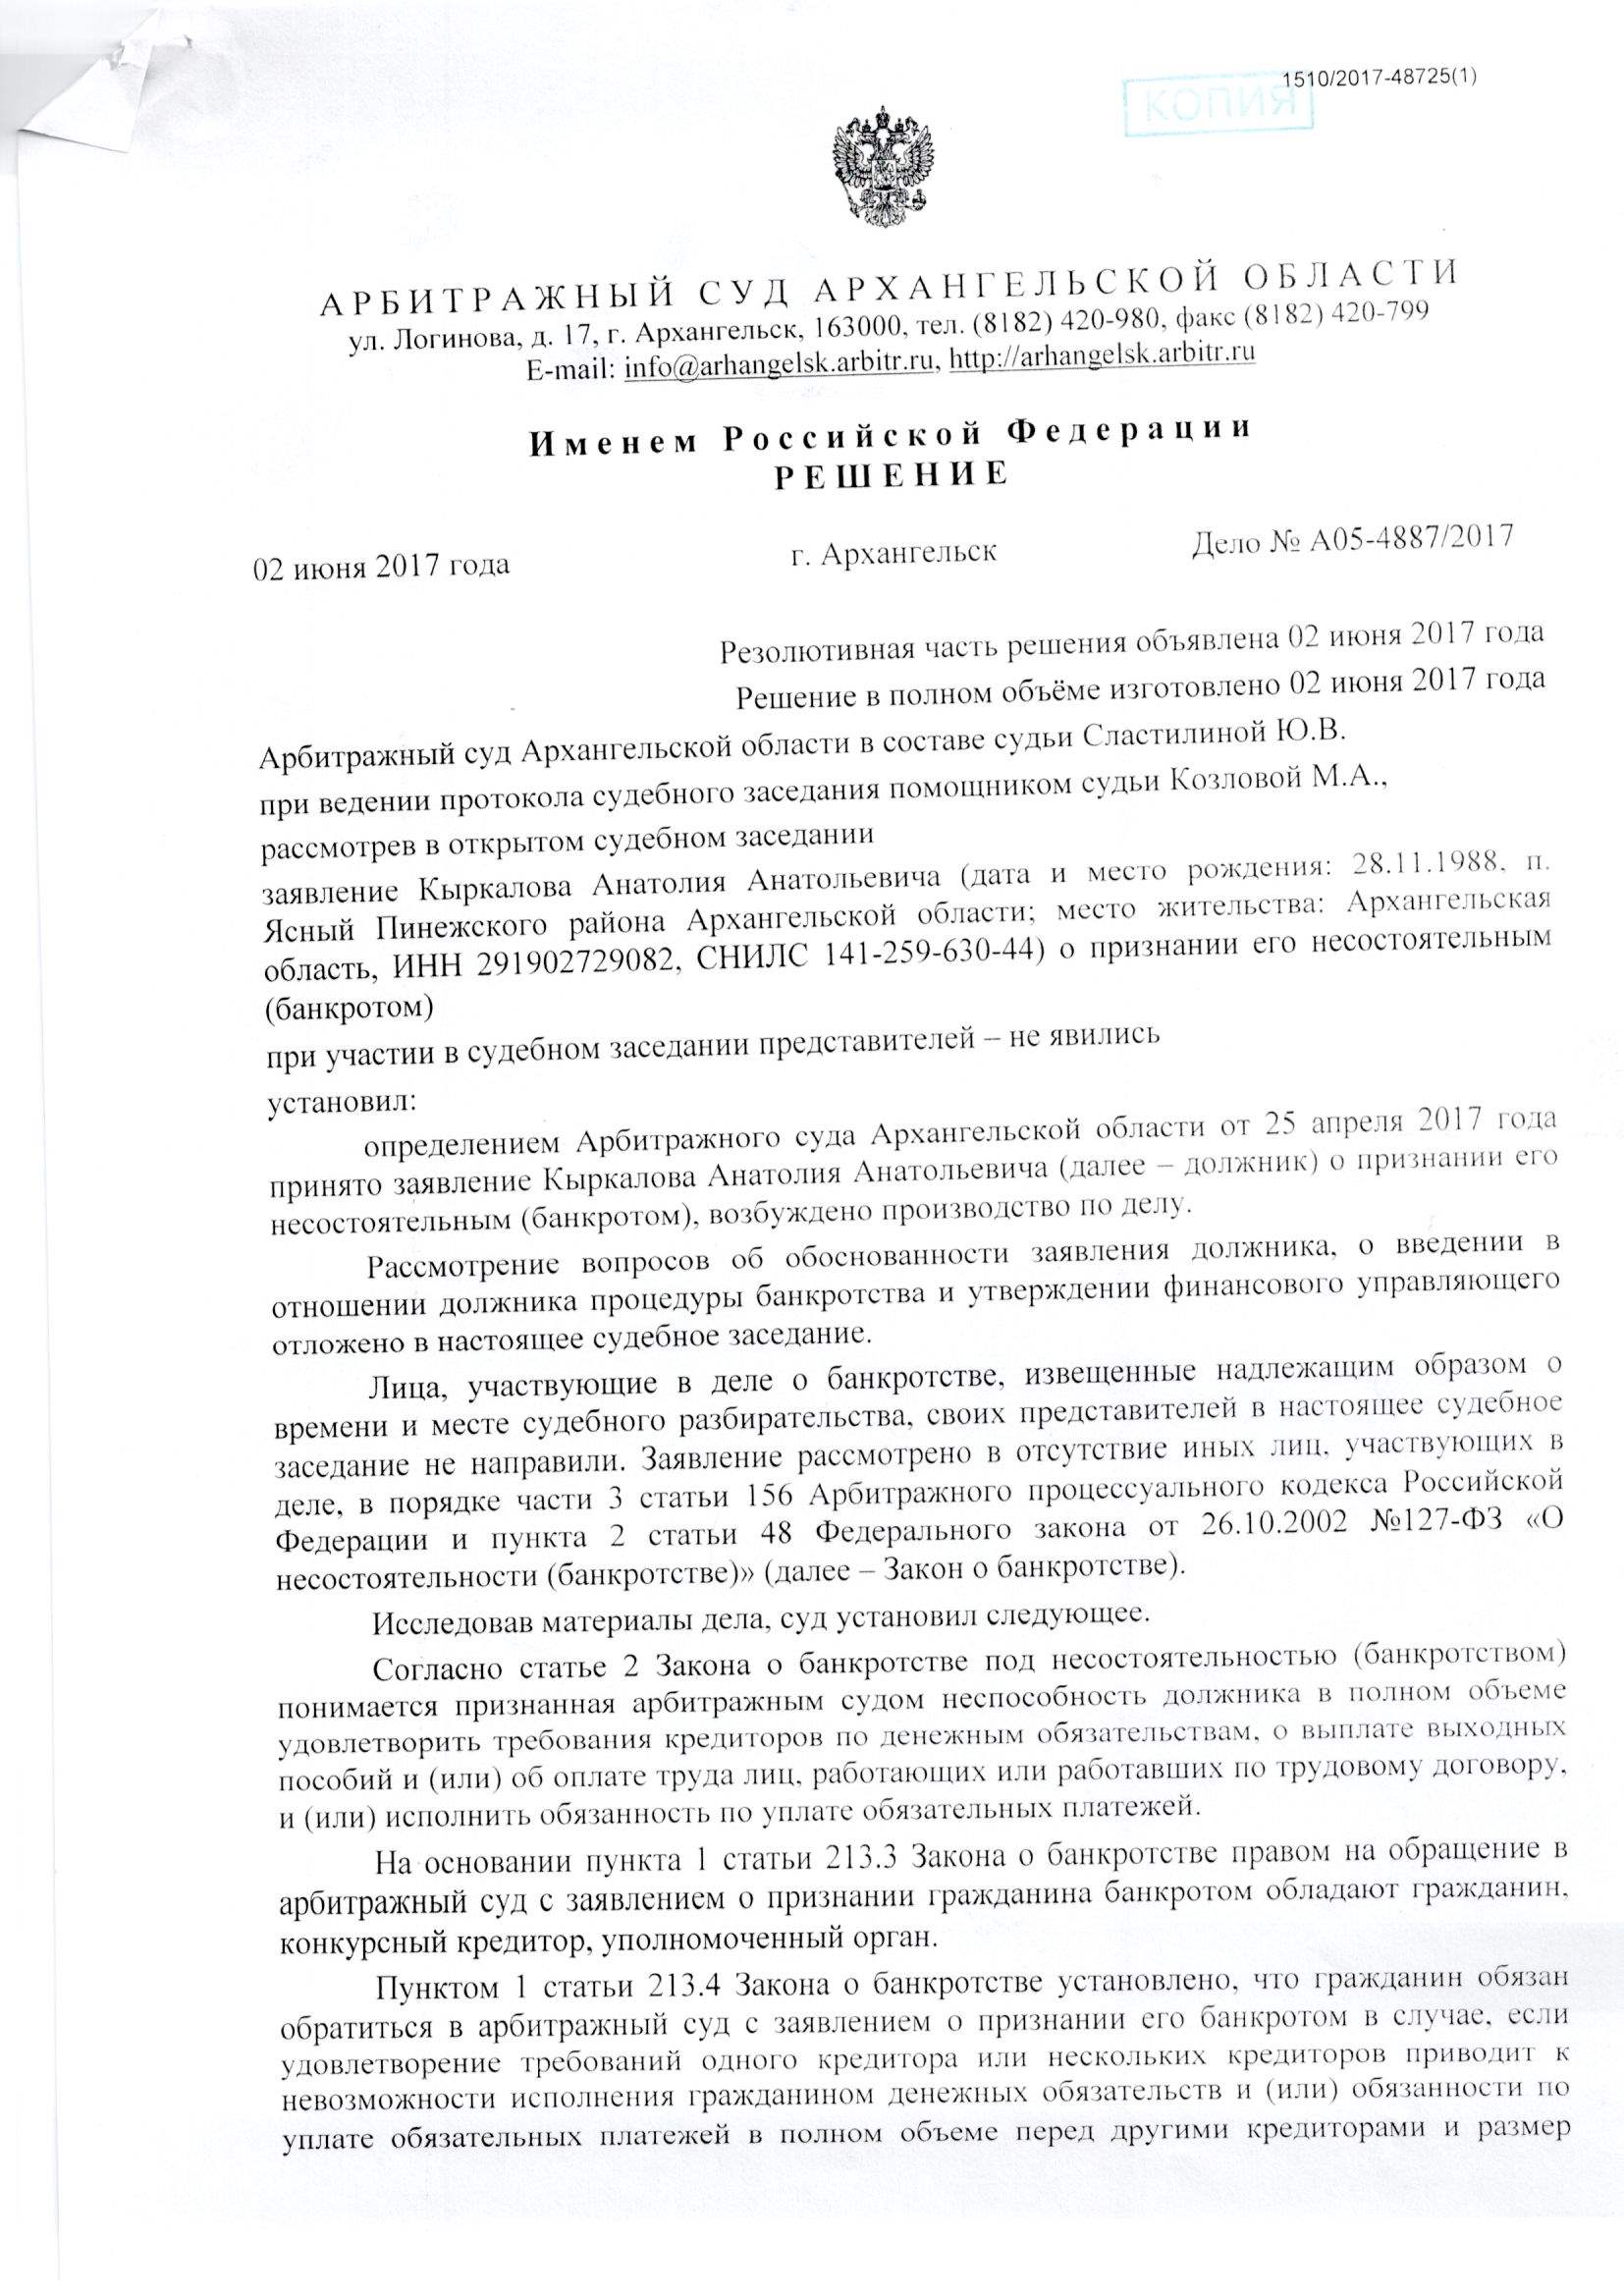 1510/2017-48725(1)
КОПИЯ
АРБИТРАЖНЫЙ СУД АРХАНГЕЛЬСКОЙ ОБЛАСТИ
ул. Логинова, д. 17, г. Архангельск, 163000, тел. (8182) 420-980, факс (8182) 420-799
E-mail: info@arhangelsk.arbitr.ru, http://arhangelsk.arbitr.ru
Именем Российской Федерации
РЕШЕНИЕ
02 июня 2017 года г. Архангельск Дело № А05-4887/2017
Резолютивная часть решения объявлена 02 июня 2017 года
Решение в полном объёме изготовлено 02 июня 2017 года
Арбитражный суд Архангельской области в составе судьи Сластилиной Ю.В.
при ведении протокола судебного заседания помощником судьи Козловой М.А.,
рассмотрев в открытом судебном заседании
заявление Кыркалова Анатолия Анатольевича (дата и место рождения: 28.11.1988, п.
Ясный Пинежского района Архангельской области; место жительства: Архангельская
область, ИНН 291902729082, СНИЛС 141-259-630-44) о признании его несостоятельным
(банкротом)
при участии в судебном заседании представителей – не явились
установил:
определением Арбитражного суда Архангельской области от 25 апреля 2017 года
принято заявление Кыркалова Анатолия Анатольевича (далее – должник) о признании его
несостоятельным (банкротом), возбуждено производство по делу.
Рассмотрение вопросов об обоснованности заявления должника, о введении в
отношении должника процедуры банкротства и утверждении финансового управляющего
отложено в настоящее судебное заседание.
Лица, участвующие в деле о банкротстве, извещенные надлежащим образом о
времени и месте судебного разбирательства, своих представителей в настоящее судебное
заседание не направили. Заявление рассмотрено в отсутствие иных лиц, участвующих в
деле, в порядке части 3 статьи 156 Арбитражного процессуального кодекса Российской
Федерации и пункта 2 статьи 48 Федерального закона от 26.10.2002 №127-ФЗ «О
несостоятельности (банкротстве)» (далее – Закон о банкротстве).
Исследовав материалы дела, суд установил следующее.
Согласно статье 2 Закона о банкротстве под несостоятельностью (банкротством)
понимается признанная арбитражным судом неспособность должника в полном объеме
удовлетворить требования кредиторов по денежным обязательствам, о выплате выходных
пособий и (или) об оплате труда лиц, работающих или работавших по трудовому договору,
и (или) исполнить обязанность по уплате обязательных платежей.
На основании пункта 1 статьи 213.3 Закона о банкротстве правом на обращение в
арбитражный суд с заявлением о признании гражданина банкротом обладают гражданин,
конкурсный кредитор, уполномоченный орган.
Пунктом 1 статьи 213.4 Закона о банкротстве установлено, что гражданин обязан
обратиться в арбитражный суд с заявлением о признании его банкротом в случае, если
удовлетворение требований одного кредитора или нескольких кредиторов приводит к
невозможности исполнения гражданином денежных обязательств и (или) обязанности по
уплате обязательных платежей в полном объеме перед другими кредиторами и размер